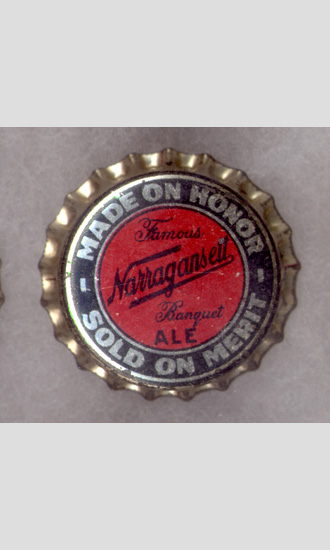 MADE ON HONOR
Famous
Narragansett
Banquet
ALE
SOLD ON MERIT